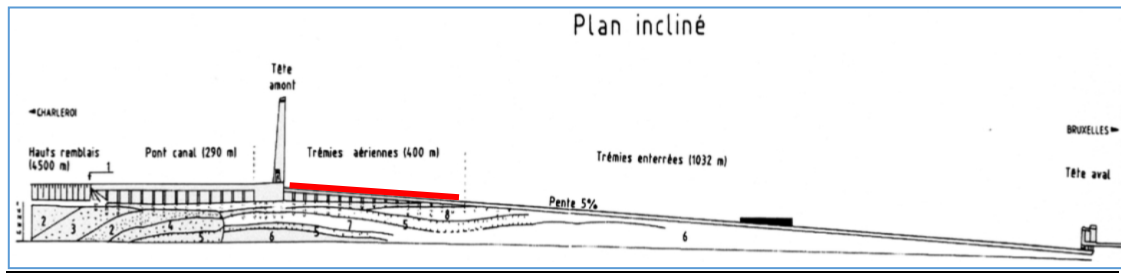 Plan incliné
Tête
amont
◄CHARLEROI
BRUXELLES►
Hauts remblais
(4500 m)
1
Pont canal (290 m)
Trémies aériennes (400 m)
Trémies enterrées (1032 m)
Tête aval
Pente 5%
2
3
2
4
5
6
5
7
5
8
6